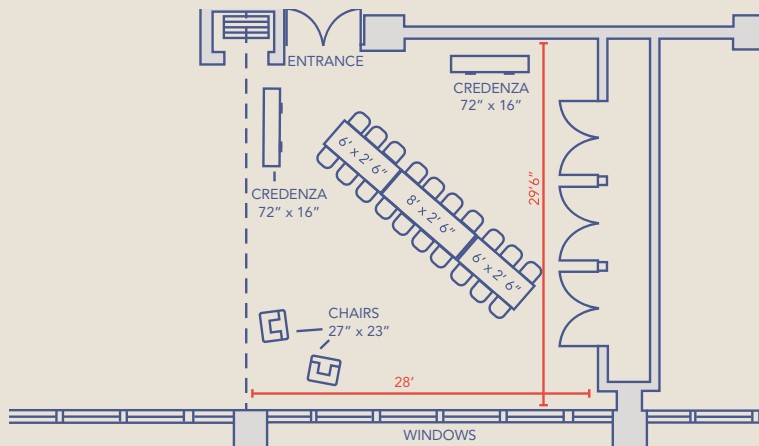 ENTRANCE
CREDENZA
72” x 16”
6’ x 2’ 6”
8’ x 2’ 6”
6’ x 2’ 6”
29’6”
CREDENZA
72” x 16”
CHAIRS
27” x 23”
28’
WINDOWS